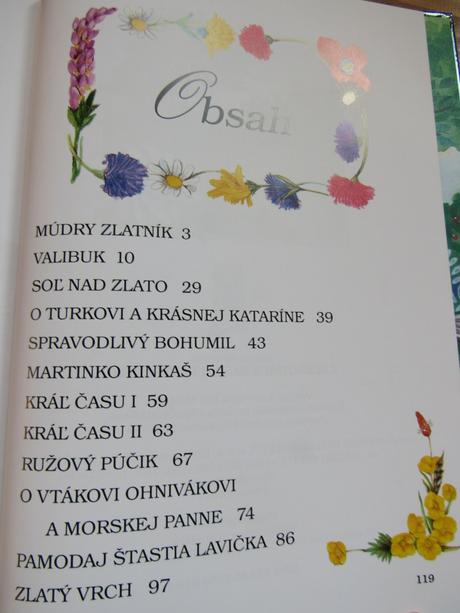 Obsah
MÚDRY ZLATNÍK 3
VALIBUK 10
SOĽ NAD ZLATO 29
O TURKOVI A KRÁSNEJ KATARÍNE 39
SPRAVODLIVÝ BOHUMIL 43
MARTINKO KINKAŠ 54
KRÁĽ ČASU I 59
KRÁĽ ČASU II 63
RUŽOVÝ PÚČIK 67
O VTÁKOVI OHNIVÁKOVI
A MORSKEJ PANNE 74
PAMODAJ ŠTASTIA LAVIČKA 86
ZLATÝ VRCH 97
119